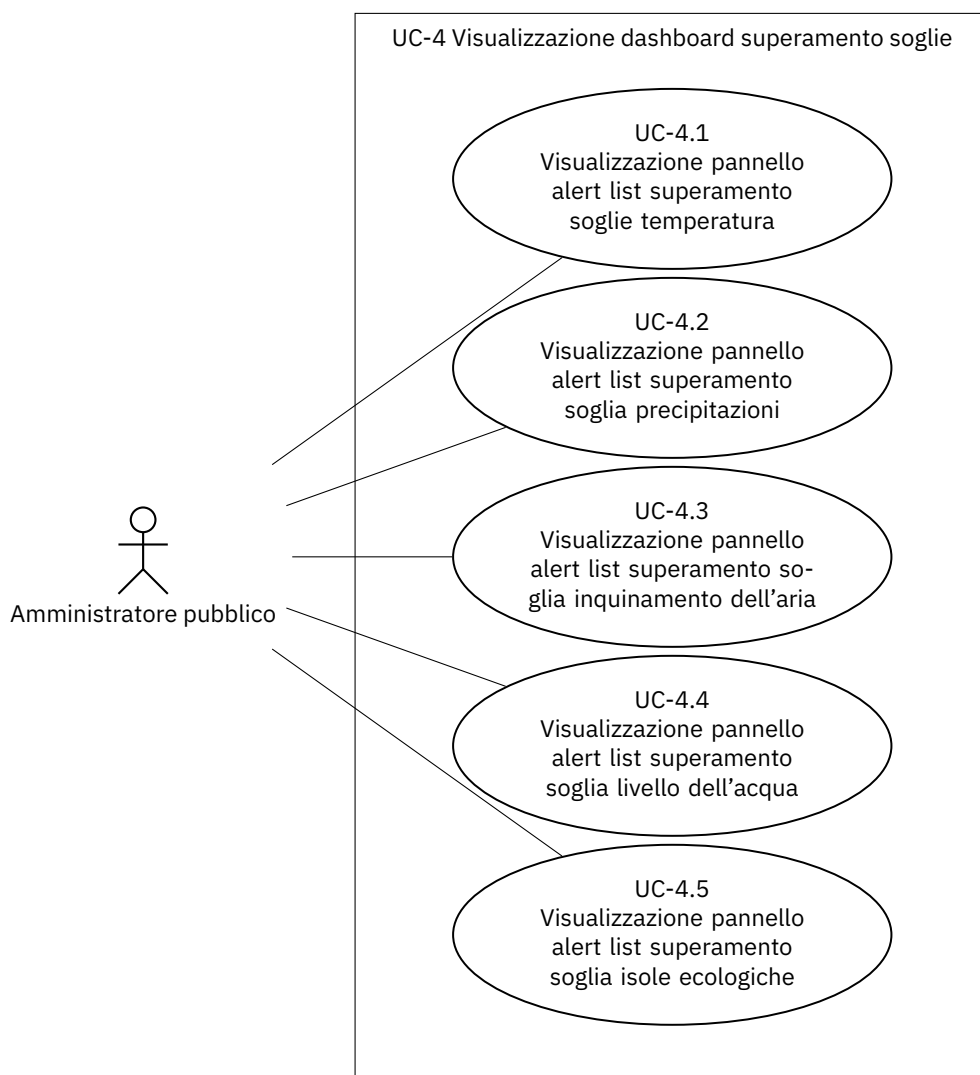 UC-4 Visualizzazione dashboard superamento soglie
UC-4.1
Visualizzazione pannello
alert list superamento
soglie temperatura
UC-4.2
Visualizzazione pannello
alert list superamento
soglia precipitazioni
UC-4.3
Visualizzazione pannello
alert list superamento so-
glia inquinamento dell’aria
Amministratore pubblico
UC-4.4
Visualizzazione pannello
alert list superamento
soglia livello dell’acqua
UC-4.5
Visualizzazione pannello
alert list superamento
soglia isole ecologiche